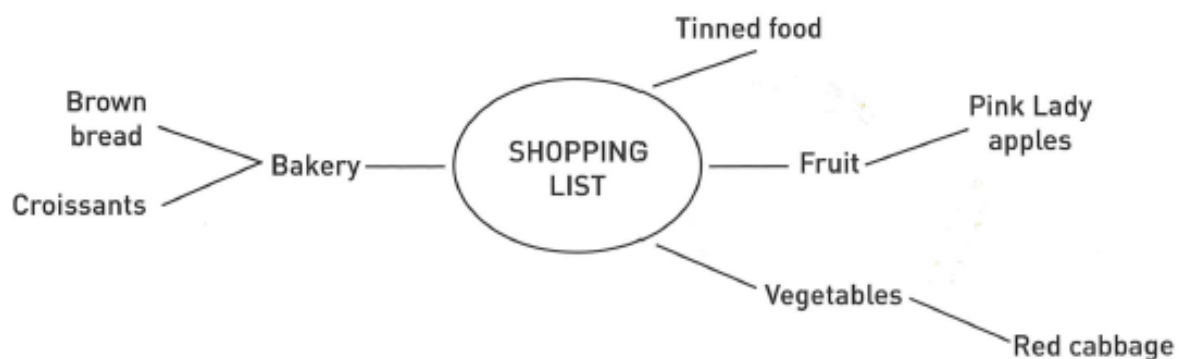 Tinned food
Brown
bread
Pink Lady
apples
SHOPPING
LIST
Bakery
Fruit
Croissants
Vegetables
Red cabbage